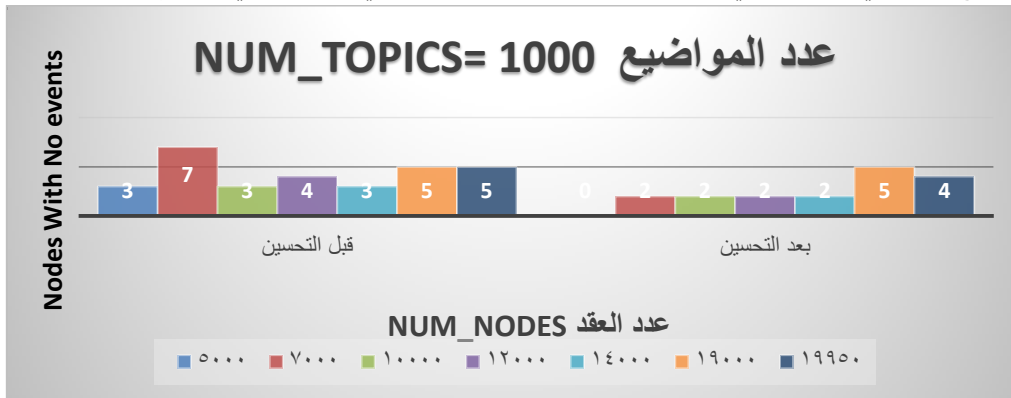 عدد المواضيع NUM_TOPICS= 1000
Nodes With No events
3 7 3 4 3 5 5 0 2 2 2 2 5 4
قبل التحسين بعد التحسين
عدد العقد NUM_NODES
٥٠٠٠ ٧٠٠٠ ١٠٠٠٠ ١٢٠٠٠ ١٤٠٠٠ ١٩٠٠٠ ١٩٩٥٠